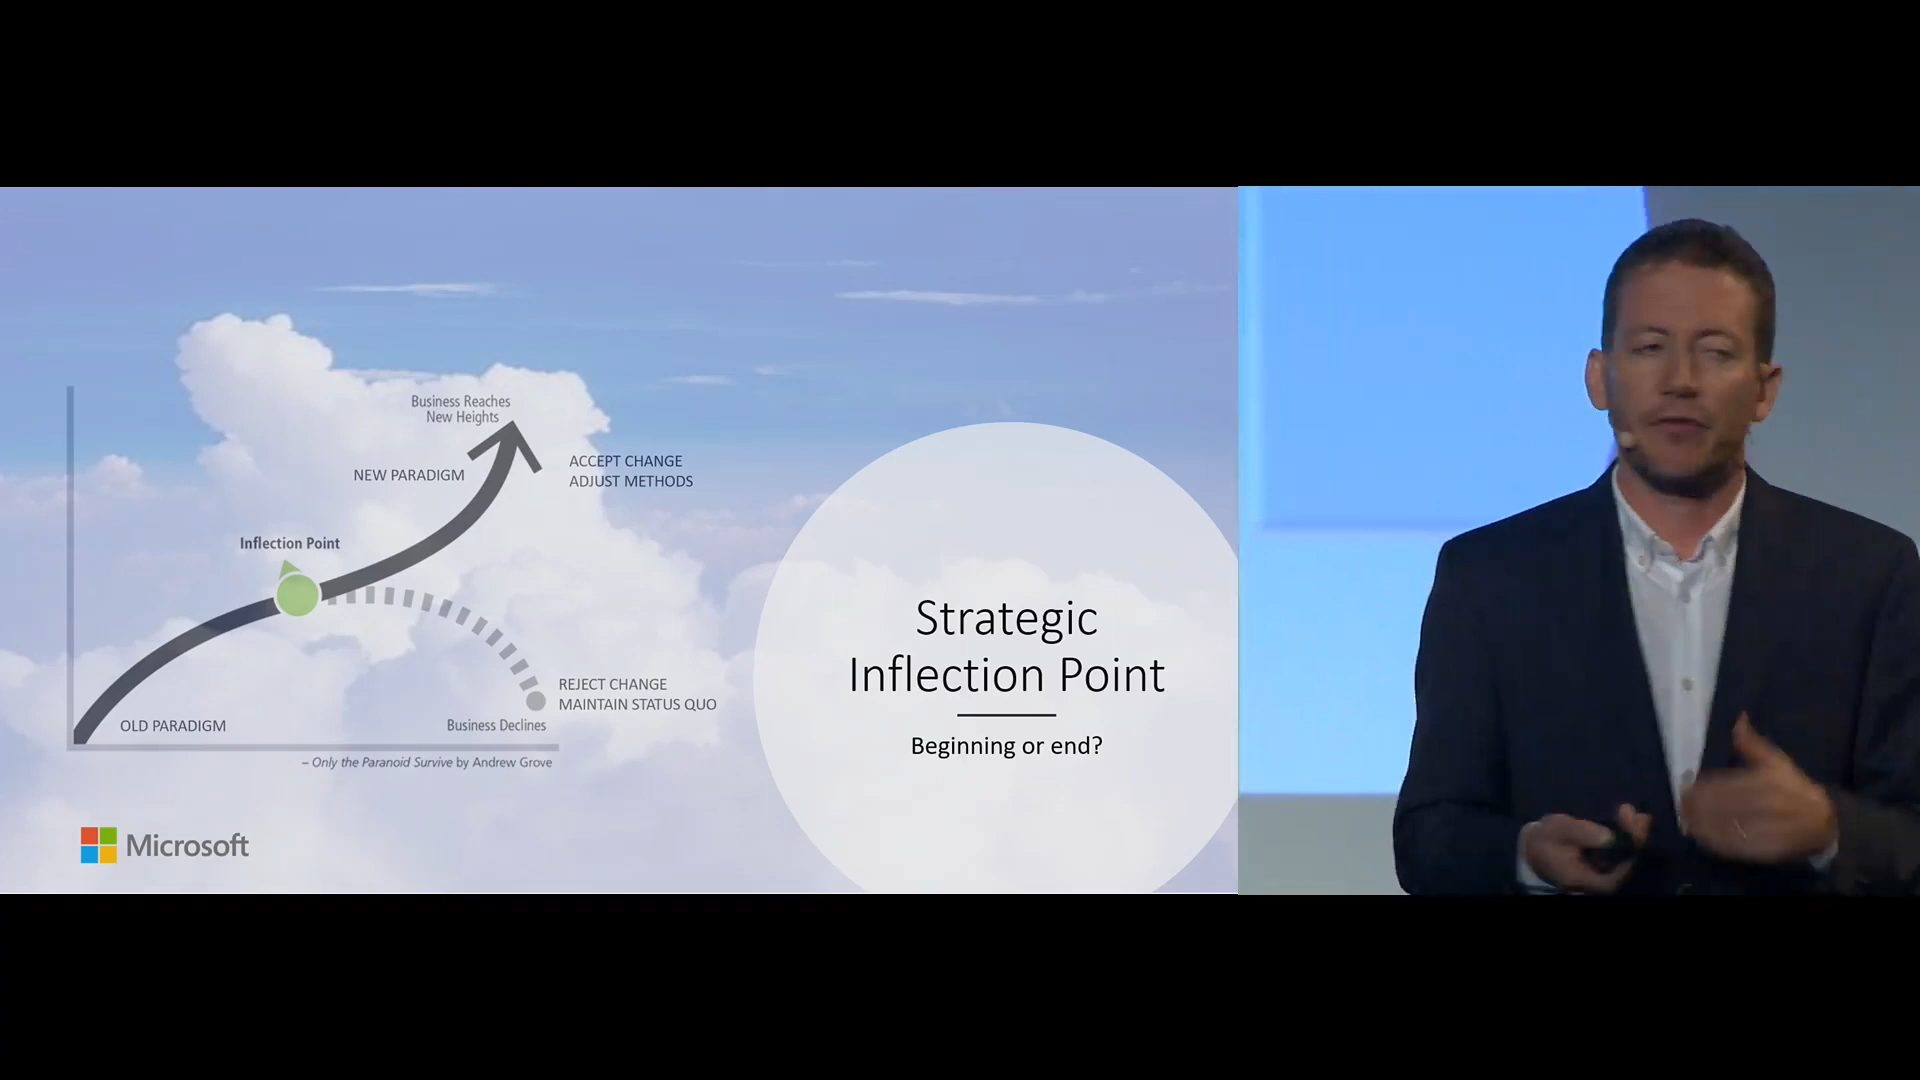 Business Reaches
New Heights
NEW PARADIGM
ACCEPT CHANGE
ADJUST METHODS
Inflection Point
OLD PARADIGM
REJECT CHANGE
MAINTAIN STATUS QUO
Business Declines
– Only the Paranoid Survive by Andrew Grove
Microsoft
Strategic
Inflection Point
Beginning or end?